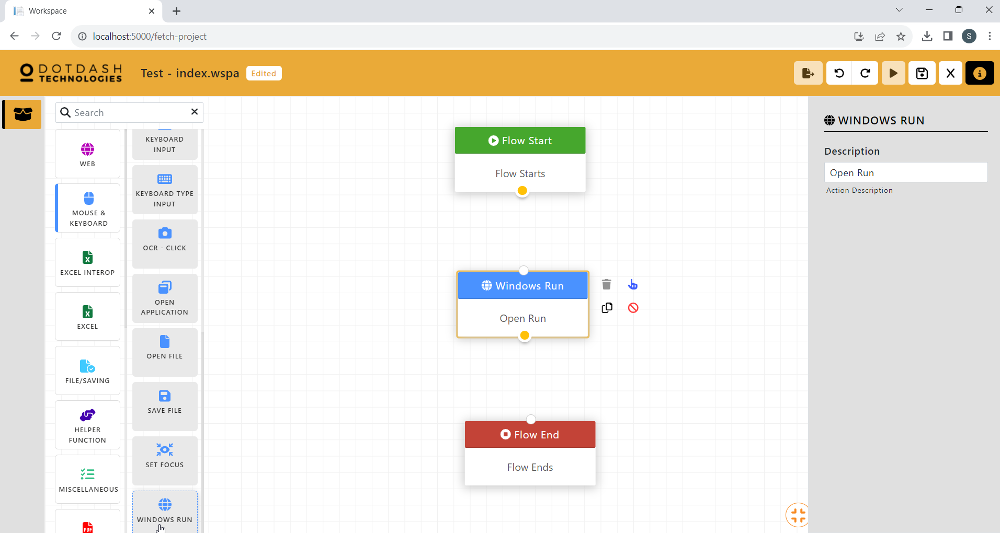 Workspace
localhost:5000/fetch-project
S
DOTDASH
TECHNOLOGIES
Test - index.wspa
Edited
Search
WEB
MOUSE &
KEYBOARD
EXCEL INTEROP
EXCEL
FILE/SAVING
HELPER
FUNCTION
MISCELLANEOUS
PDF
KEYBOARD
INPUT
KEYBOARD TYPE
INPUT
OCR - CLICK
OPEN
APPLICATION
OPEN FILE
SAVE FILE
SET FOCUS
WINDOWS RUN
Flow Start
Flow Starts
Windows Run
Open Run
Flow End
Flow Ends
WINDOWS RUN
Description
Open Run
Action Description